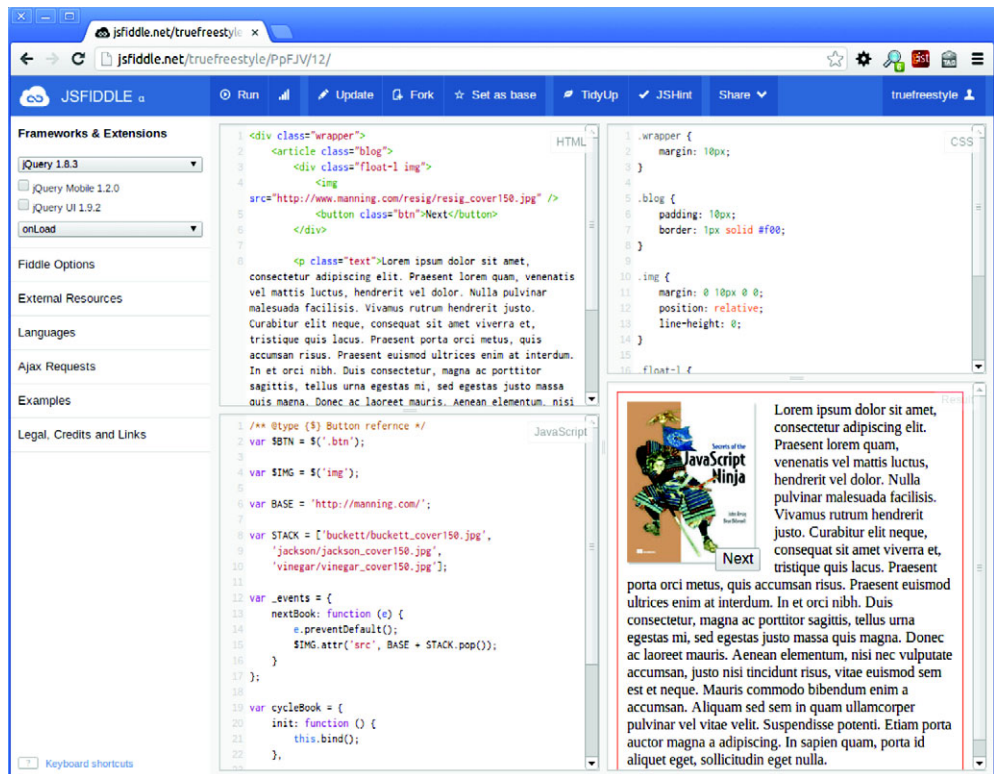 jsfiddle.net/truefreestyle
jsfiddle.net/truefreestyle/PpFJV/12/
JSFIDDLE α
Run
Update
Fork
Set as base
TidyUp
JSHint
Share
truefreestyle
Frameworks & Extensions
jQuery 1.8.3
jQuery Mobile 1.2.0
jQuery UI 1.9.2
onLoad
Fiddle Options
External Resources
Languages
Ajax Requests
Examples
Legal, Credits and Links
? Keyboard shortcuts
HTML
1 <div class="wrapper">
2 <article class="blog">
3 <div class="float-l img">
4 <img
src="http://www.manning.com/resig/resig_cover150.jpg" />
5 <button class="btn">Next</button>
6 </div>
7
8 <p class="text">Lorem ipsum dolor sit amet,
consectetur adipiscing elit. Praesent lorem quam, venenatis
vel mattis luctus, hendrerit vel dolor. Nulla pulvinar
malesuada facilisis. Vivamus rutrum hendrerit justo.
Curabitur elit neque, consequat sit amet viverra et,
tristique quis lacus. Praesent porta orci metus, quis
accumsan risus. Praesent euismod ultrices enim at interdum.
In et orci nibh. Duis consectetur, magna ac porttitor
sagittis, tellus urna egestas mi, sed egestas justo massa
quis magna. Donec ac laoreet mauris. Aenean elementum, nisi
CSS
1 .wrapper {
2 margin: 10px;
3 }
4
5 .blog {
6 padding: 10px;
7 border: 1px solid #f00;
8 }
9
10 .img {
11 margin: 0 10px 0 0;
12 position: relative;
13 line-height: 0;
14 }
15
16 .float-l {
JavaScript
1 /** @type {$} Button refernce */
2 var $BTN = $('.btn');
3
4 var $IMG = $('img');
5
6 var BASE = 'http://manning.com/';
7
8 var STACK = ['buckett/buckett_cover150.jpg',
9 'jackson/jackson_cover150.jpg',
10 'vinegar/vinegar_cover150.jpg'];
11
12 var _events = {
13 nextBook: function (e) {
14 e.preventDefault();
15 $IMG.attr('src', BASE + STACK.pop());
16 }
17 };
18
19 var cycleBook = {
20 init: function () {
21 this.bind();
22 },
Result
Secrets of the
JavaScript
Ninja
John Resig
Bear Bibeault
Next
Lorem ipsum dolor sit amet,
consectetur adipiscing elit.
Praesent lorem quam,
venenatis vel mattis luctus,
hendrerit vel dolor. Nulla
pulvinar malesuada facilisis.
Vivamus rutrum hendrerit
justo. Curabitur elit neque,
consequat sit amet viverra et,
tristique quis lacus. Praesent
porta orci metus, quis accumsan risus. Praesent euismod
ultrices enim at interdum. In et orci nibh. Duis
consectetur, magna ac porttitor sagittis, tellus urna
egestas mi, sed egestas justo massa quis magna. Donec
ac laoreet mauris. Aenean elementum, nisi nec vulputate
accumsan, justo nisi tincidunt risus, vitae euismod sem
est et neque. Mauris commodo bibendum enim a
accumsan. Aliquam sed sem in quam ullamcorper
pulvinar vel vitae velit. Suspendisse potenti. Etiam porta
auctor magna a adipiscing. In sapien quam, porta id
aliquet eget, sollicitudin eget nulla.